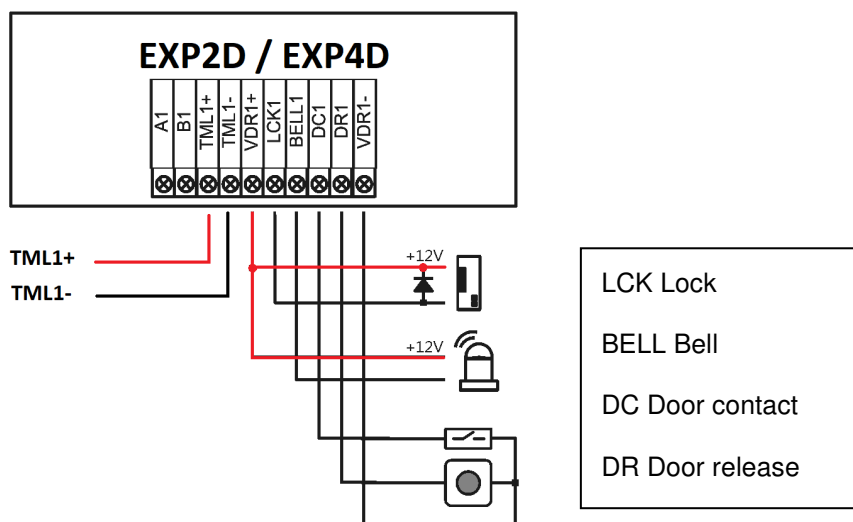 EXP2D / EXP4D
A1
B1
TML1+
TML1-
VDR1+
LCK1
BELL1
DC1
DR1
VDR1-
TML1+
TML1-
+12V
+12V
LCK Lock
BELL Bell
DC Door contact
DR Door release